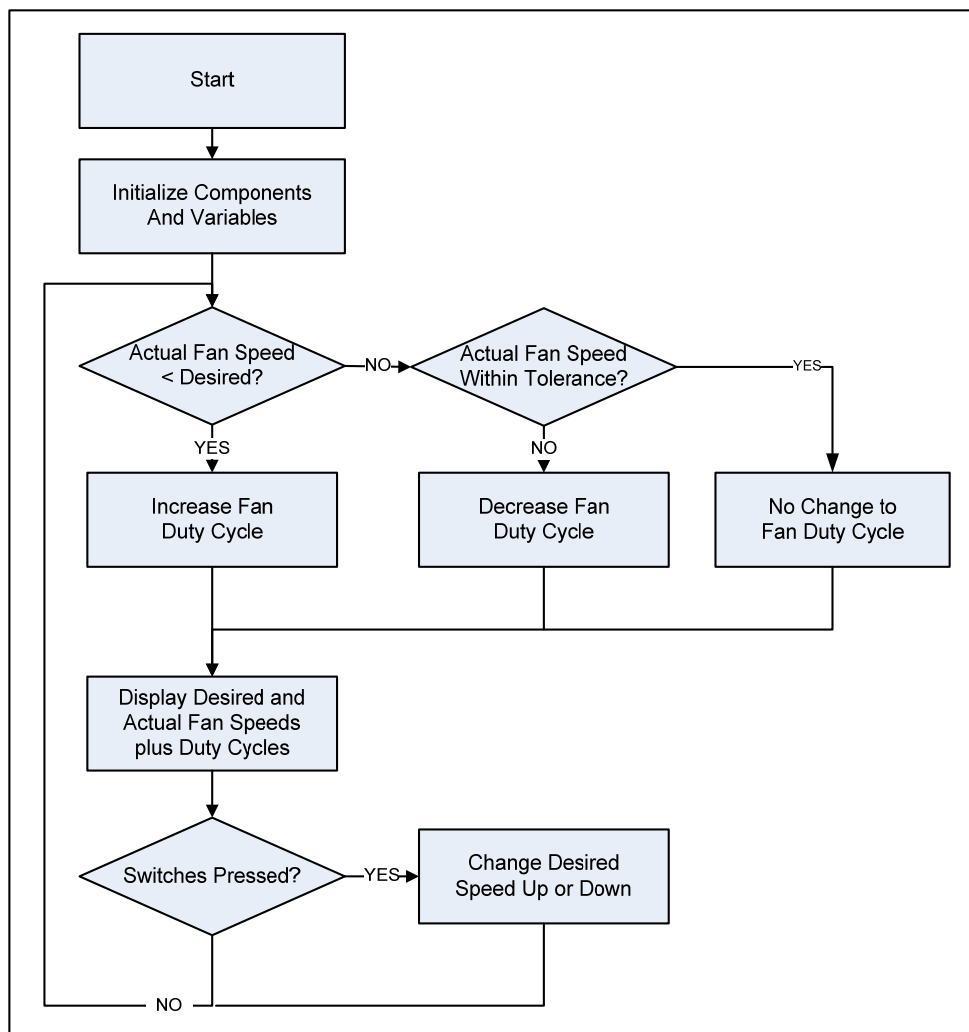 Start
Initialize Components
And Variables
Actual Fan Speed
< Desired?
NO
Actual Fan Speed
Within Tolerance?
YES
YES
NO
Increase Fan
Duty Cycle
Decrease Fan
Duty Cycle
No Change to
Fan Duty Cycle
Display Desired and
Actual Fan Speeds
plus Duty Cycles
Switches Pressed?
YES
Change Desired
Speed Up or Down
NO